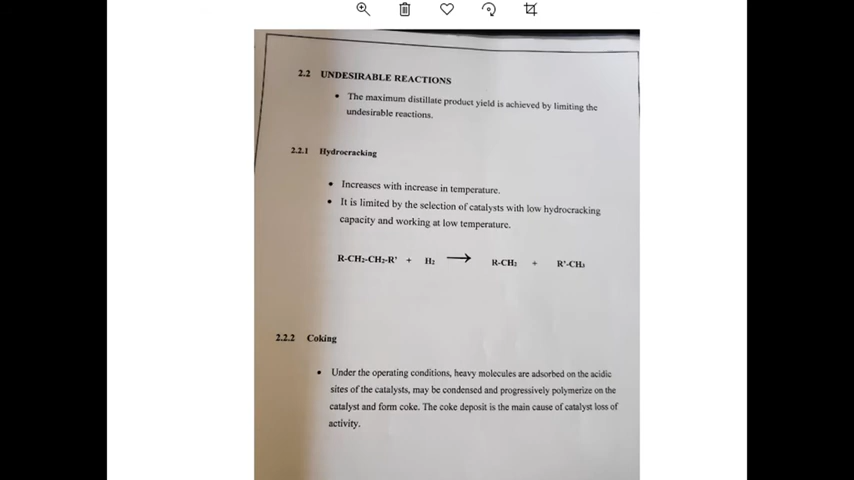 2.2 UNDESIRABLE REACTIONS
• The maximum distillate product yield is achieved by limiting the
undesirable reactions.
2.2.1 Hydrocracking
• Increases with increase in temperature.
• It is limited by the selection of catalysts with low hydrocracking
capacity and working at low temperature.
R-CH₂-CH₂-R' + H₂ ⟶ R-CH₂ + R'-CH₃
2.2.2 Coking
• Under the operating conditions, heavy molecules are adsorbed on the acidic
sites of the catalysts, may be condensed and progressively polymerize on the
catalyst and form coke. The coke deposit is the main cause of catalyst loss of
activity.